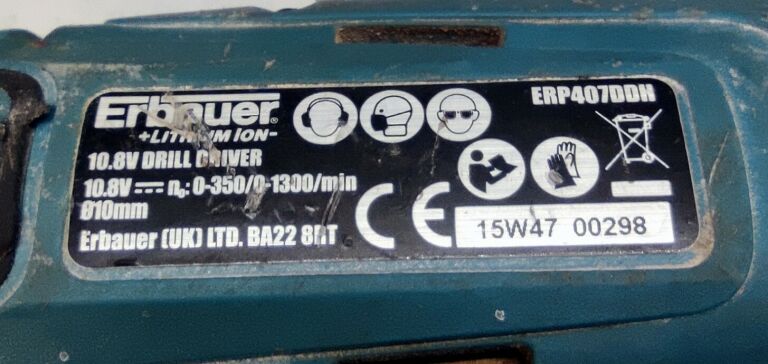 Erbauer®
+LITHIUM ION-
ERP407DDH
10.8V DRILL DRIVER
10.8V ⎓ n₀: 0-350/0-1300/min
Ø10mm
Erbauer (UK) LTD. BA22 8RT
CE
15W47 00298